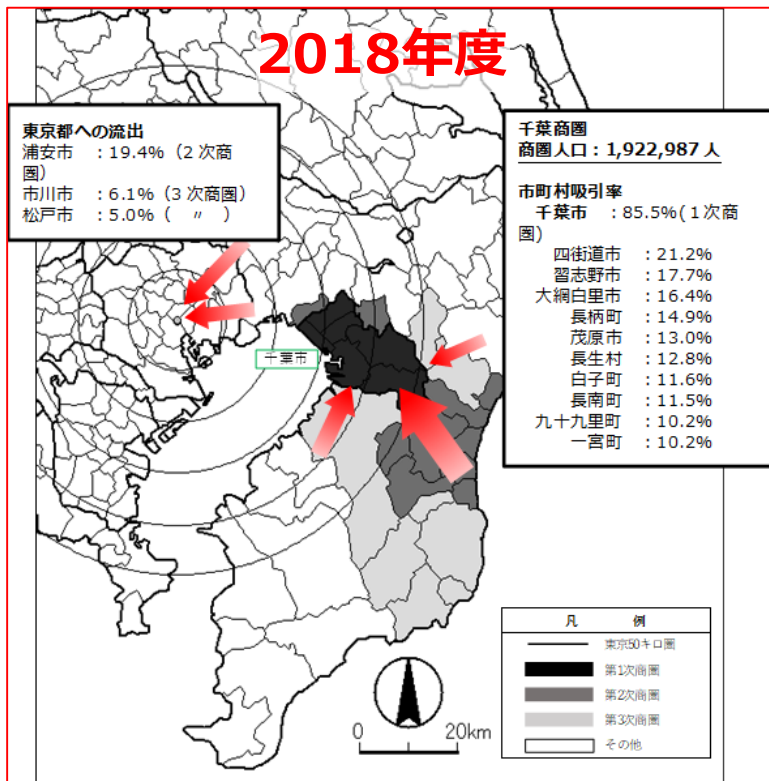 2018年度
東京都への流出
浦安市 ：19.4%（2次商
圏）
市川市 ：6.1%（3次商圏）
松戸市 ：5.0%（ 〃 ）
千葉商圏
商圏人口：1,922,987人
市町村吸引率
千葉市 ：85.5%(1次商
圏)
四街道市 ：21.2%
習志野市 ：17.7%
大網白里市 ：16.4%
長柄町 ：14.9%
茂原市 ：13.0%
長生村 ：12.8%
白子町 ：11.6%
長南町 ：11.5%
九十九里町 ：10.2%
一宮町 ：10.2%
千葉市
凡 例
東京50キロ圏
第1次商圏
第2次商圏
第3次商圏
その他
0 20km